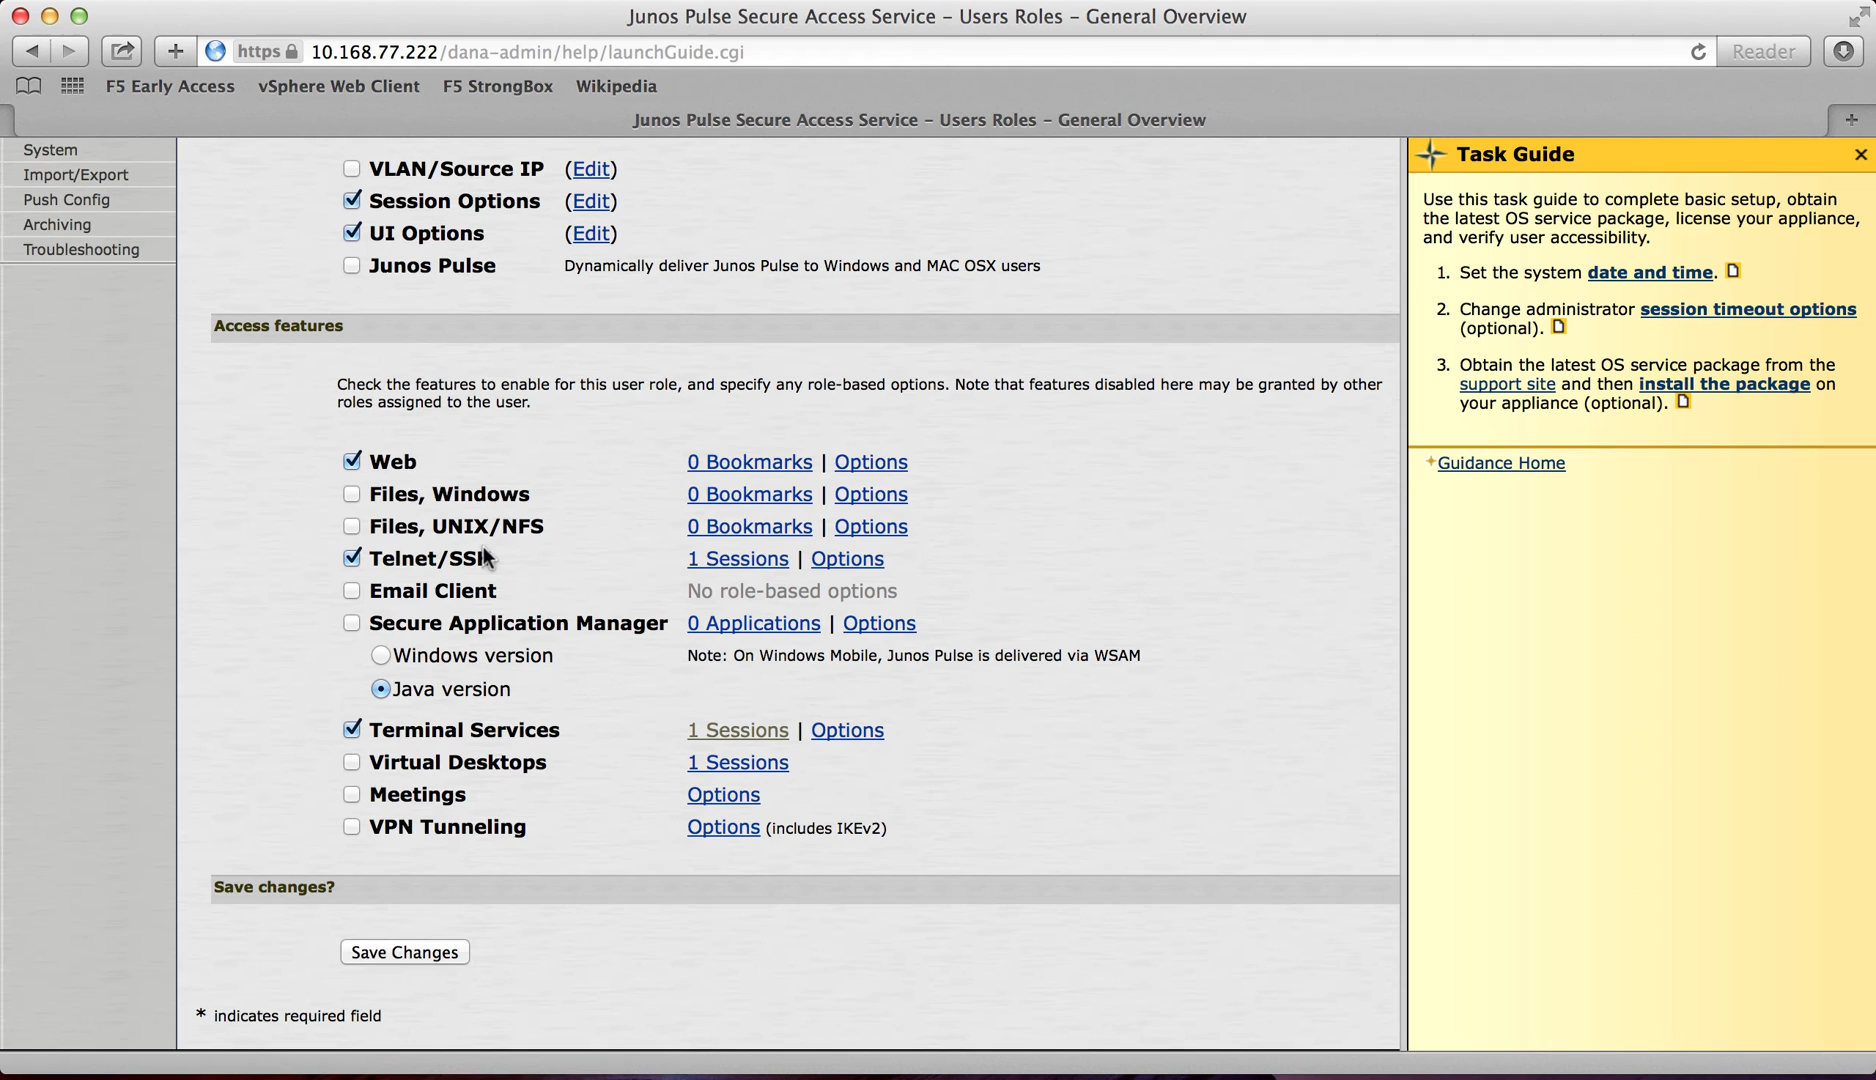 Junos Pulse Secure Access Service – Users Roles – General Overview
https 10.168.77.222/dana-admin/help/launchGuide.cgi
Reader
F5 Early Access vSphere Web Client F5 StrongBox Wikipedia
Junos Pulse Secure Access Service – Users Roles – General Overview
System
Import/Export
Push Config
Archiving
Troubleshooting
VLAN/Source IP (Edit)
Session Options (Edit)
UI Options (Edit)
Junos Pulse Dynamically deliver Junos Pulse to Windows and MAC OSX users
Access features
Check the features to enable for this user role, and specify any role-based options. Note that features disabled here may be granted by other
roles assigned to the user.
Web 0 Bookmarks | Options
Files, Windows 0 Bookmarks | Options
Files, UNIX/NFS 0 Bookmarks | Options
Telnet/SSH 1 Sessions | Options
Email Client No role-based options
Secure Application Manager 0 Applications | Options
Windows version Note: On Windows Mobile, Junos Pulse is delivered via WSAM
Java version
Terminal Services 1 Sessions | Options
Virtual Desktops 1 Sessions
Meetings Options
VPN Tunneling Options (includes IKEv2)
Save changes?
Save Changes
* indicates required field
Task Guide
Use this task guide to complete basic setup, obtain
the latest OS service package, license your appliance,
and verify user accessibility.
1. Set the system date and time.
2. Change administrator session timeout options
(optional).
3. Obtain the latest OS service package from the
support site and then install the package on
your appliance (optional).
Guidance Home